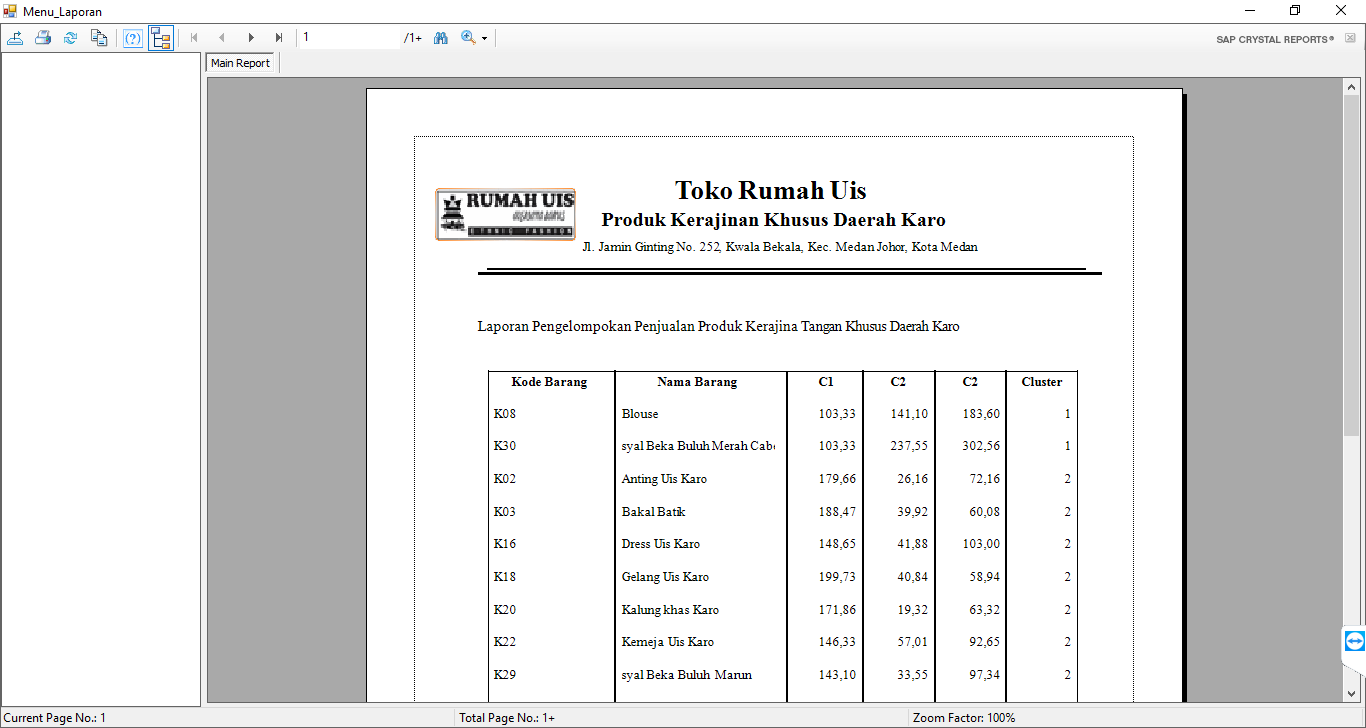 Menu_Laporan
1 /1+
SAP CRYSTAL REPORTS®
Main Report
RUMAH UIS
ETHNIC FASHION
Toko Rumah Uis
Produk Kerajinan Khusus Daerah Karo
Jl. Jamin Ginting No. 252, Kwala Bekala, Kec. Medan Johor, Kota Medan
Laporan Pengelompokan Penjualan Produk Kerajina Tangan Khusus Daerah Karo
Kode Barang Nama Barang C1 C2 C2 Cluster
K08 Blouse 103,33 141,10 183,60 1
K30 syal Beka Buluh Merah Cab 103,33 237,55 302,56 1
K02 Anting Uis Karo 179,66 26,16 72,16 2
K03 Bakal Batik 188,47 39,92 60,08 2
K16 Dress Uis Karo 148,65 41,88 103,00 2
K18 Gelang Uis Karo 199,73 40,84 58,94 2
K20 Kalung khas Karo 171,86 19,32 63,32 2
K22 Kemeja Uis Karo 146,33 57,01 92,65 2
K29 syal Beka Buluh Marun 143,10 33,55 97,34 2
Current Page No.: 1 Total Page No.: 1+ Zoom Factor: 100%